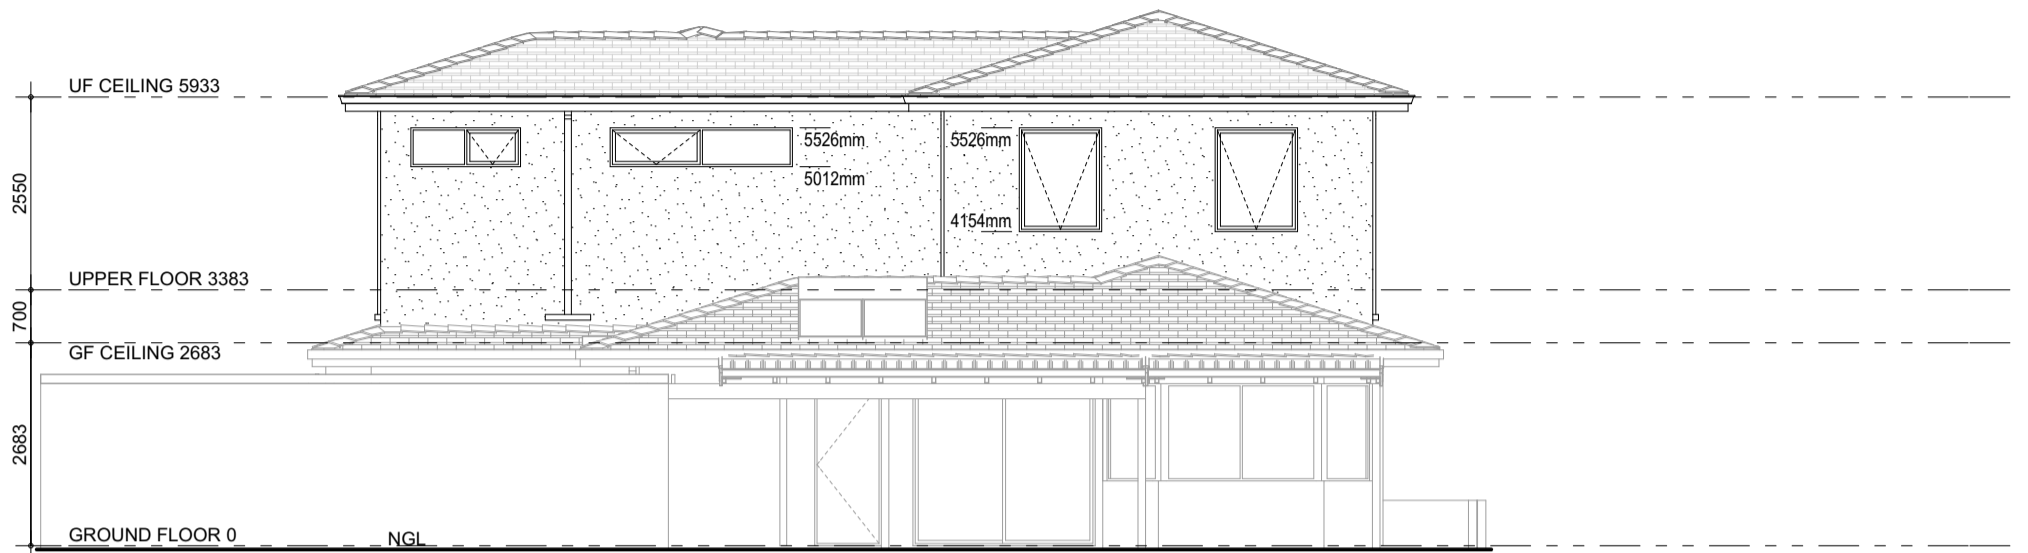 UF CEILING 5933
5526mm
5526mm
5012mm
2550
4154mm
UPPER FLOOR 3383
700
GF CEILING 2683
2683
GROUND FLOOR 0
NGL